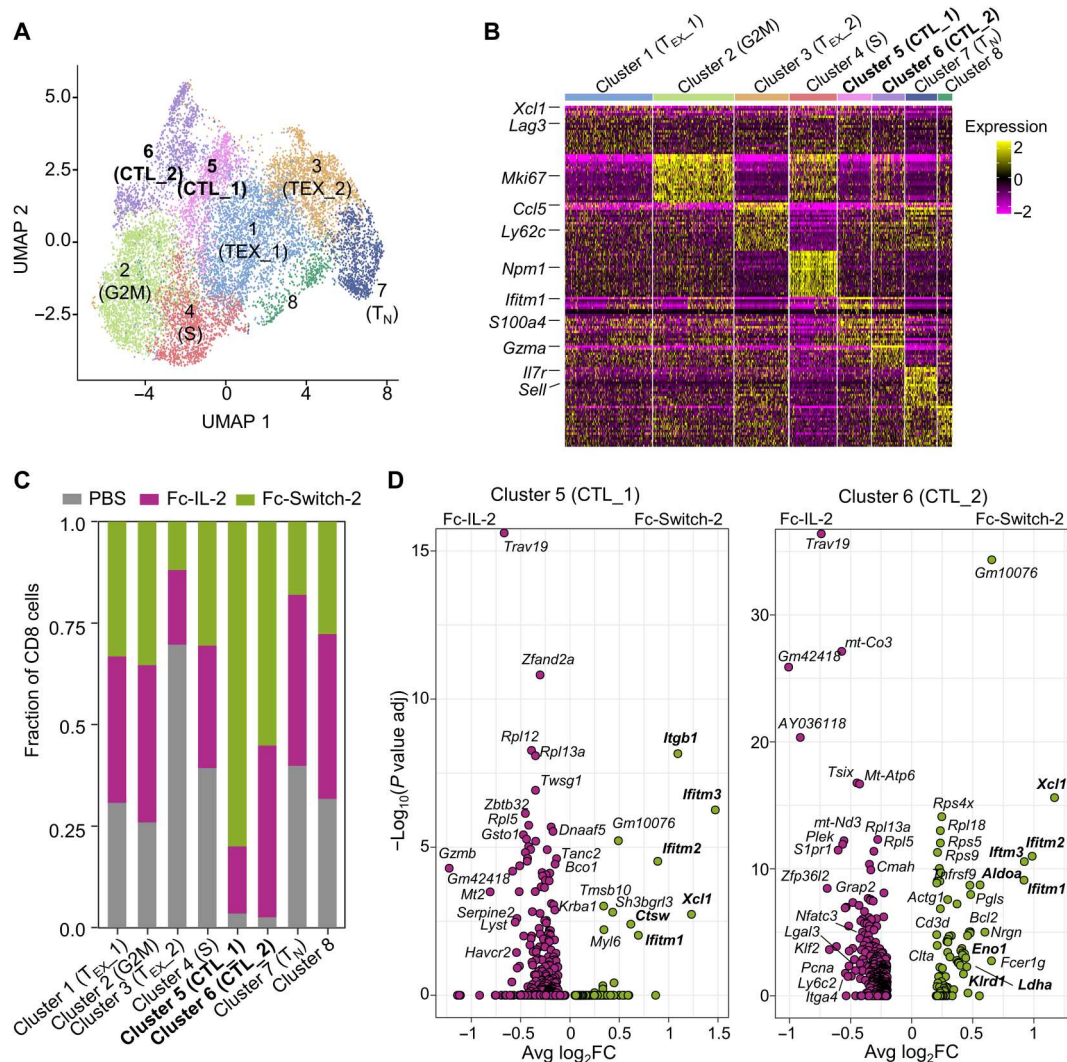 A
5.0
2.5
0.0
−2.5
UMAP 2
−4
0
4
8
UMAP 1
6
(CTL_2)
5
(CTL_1)
3
(TEX_2)
1
(TEX_1)
2
(G2M)
4
(S)
8
7
(TN)
B
Cluster 1 (TEX_1)
Cluster 2 (G2M)
Cluster 3 (TEX_2)
Cluster 4 (S)
Cluster 5 (CTL_1)
Cluster 6 (CTL_2)
Cluster 7 (TN)
Cluster 8
Xcl1
Lag3
Mki67
Ccl5
Ly62c
Npm1
Ifitm1
S100a4
Gzma
Il7r
Sell
Expression
2
0
−2
C
PBS
Fc-IL-2
Fc-Switch-2
1.0
0.75
0.5
0.25
0.0
Fraction of CD8 cells
Cluster 1 (TEX_1)
Cluster 2 (G2M)
Cluster 3 (TEX_2)
Cluster 4 (S)
Cluster 5 (CTL_1)
Cluster 6 (CTL_2)
Cluster 7 (TN)
Cluster 8
D
Cluster 5 (CTL_1)
Fc-IL-2
Fc-Switch-2
−Log10(P value adj)
15
10
5
0
Trav19
Zfand2a
Rpl12
Rpl13a
Itgb1
Twsg1
Ifitm3
Zbtb32
Rpl5
Gsto1
Dnaaf5
Gm10076
Gzmb
Tanc2
Bco1
Ifitm2
Gm42418
Mt2
Tmsb10
Krba1
Sh3bgrl3
Xcl1
Serpine2
Lyst
Ctsw
Havcr2
Myl6
Ifitm1
−1
−0.5
0
0.5
1.0
1.5
Avg log2FC
Cluster 6 (CTL_2)
Fc-IL-2
Fc-Switch-2
30
20
10
0
Trav19
Gm10076
Gm42418
mt-Co3
AY036118
Tsix
Mt-Atp6
Xcl1
Rps4x
mt-Nd3
Plek
S1pr1
Rpl13a
Rpl5
Rpl18
Rps5
Rps9
Ifitm2
Iftm3
Zfp36l2
Cmah
Tnfrsf9
Aldoa
Ifitm1
Grap2
Actg1
Pgls
Nfatc3
Cd3d
Bcl2
Nrgn
Lgal3
Klf2
Clta
Eno1
Fcer1g
Pcna
Ly6c2
Itga4
Klrd1
Ldha
−1
−0.5
0
0.5
1
Avg log2FC